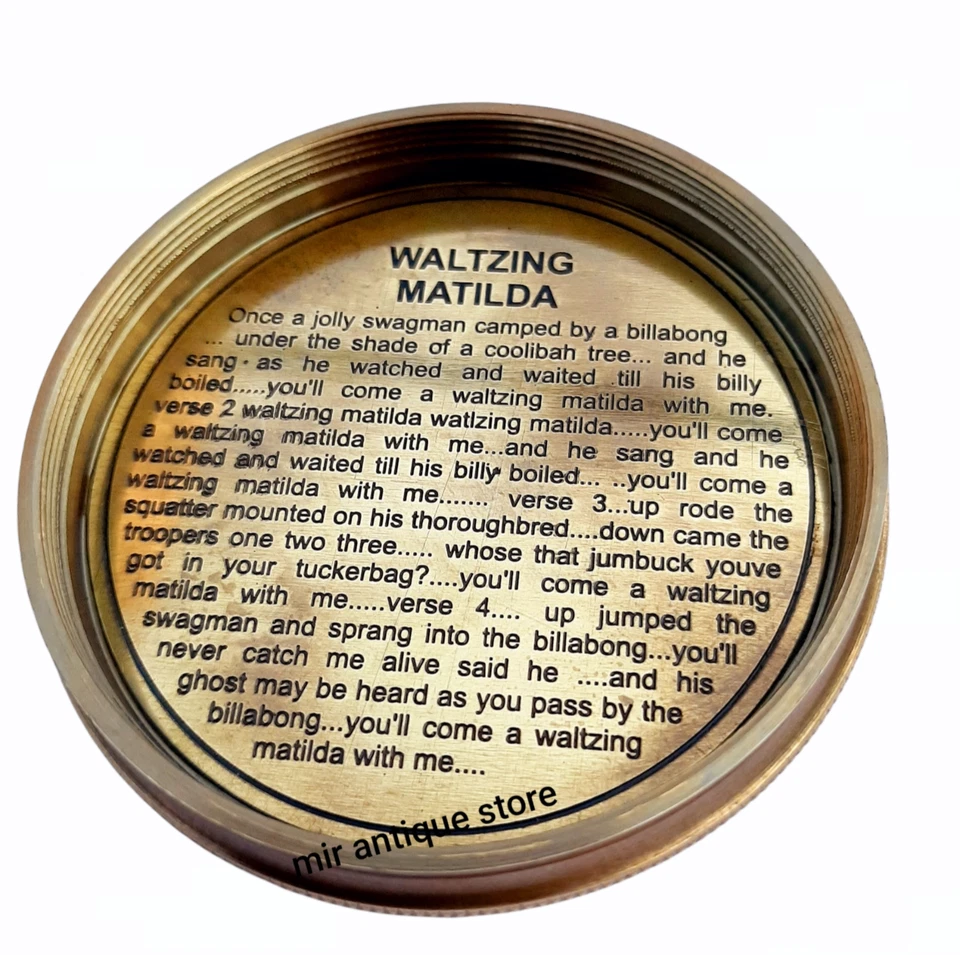 WALTZING
MATILDA
Once a jolly swagman camped by a billabong
... under the shade of a coolibah tree... and he
sang as he watched and waited till his billy
boiled.....you'll come a waltzing matilda with me.
verse 2 waltzing matilda watlzing matilda.....you'll come
a waltzing matilda with me...and he sang and he
watched and waited till his billy boiled... ..you'll come a
waltzing matilda with me....... verse 3...up rode the
squatter mounted on his thoroughbred....down came the
troopers one two three..... whose that jumbuck youve
got in your tuckerbag?....you'll come a waltzing
matilda with me.....verse 4.... up jumped the
swagman and sprang into the billabong...you'll
never catch me alive said he ....and his
ghost may be heard as you pass by the
billabong...you'll come a waltzing
matilda with me....
mir antique store